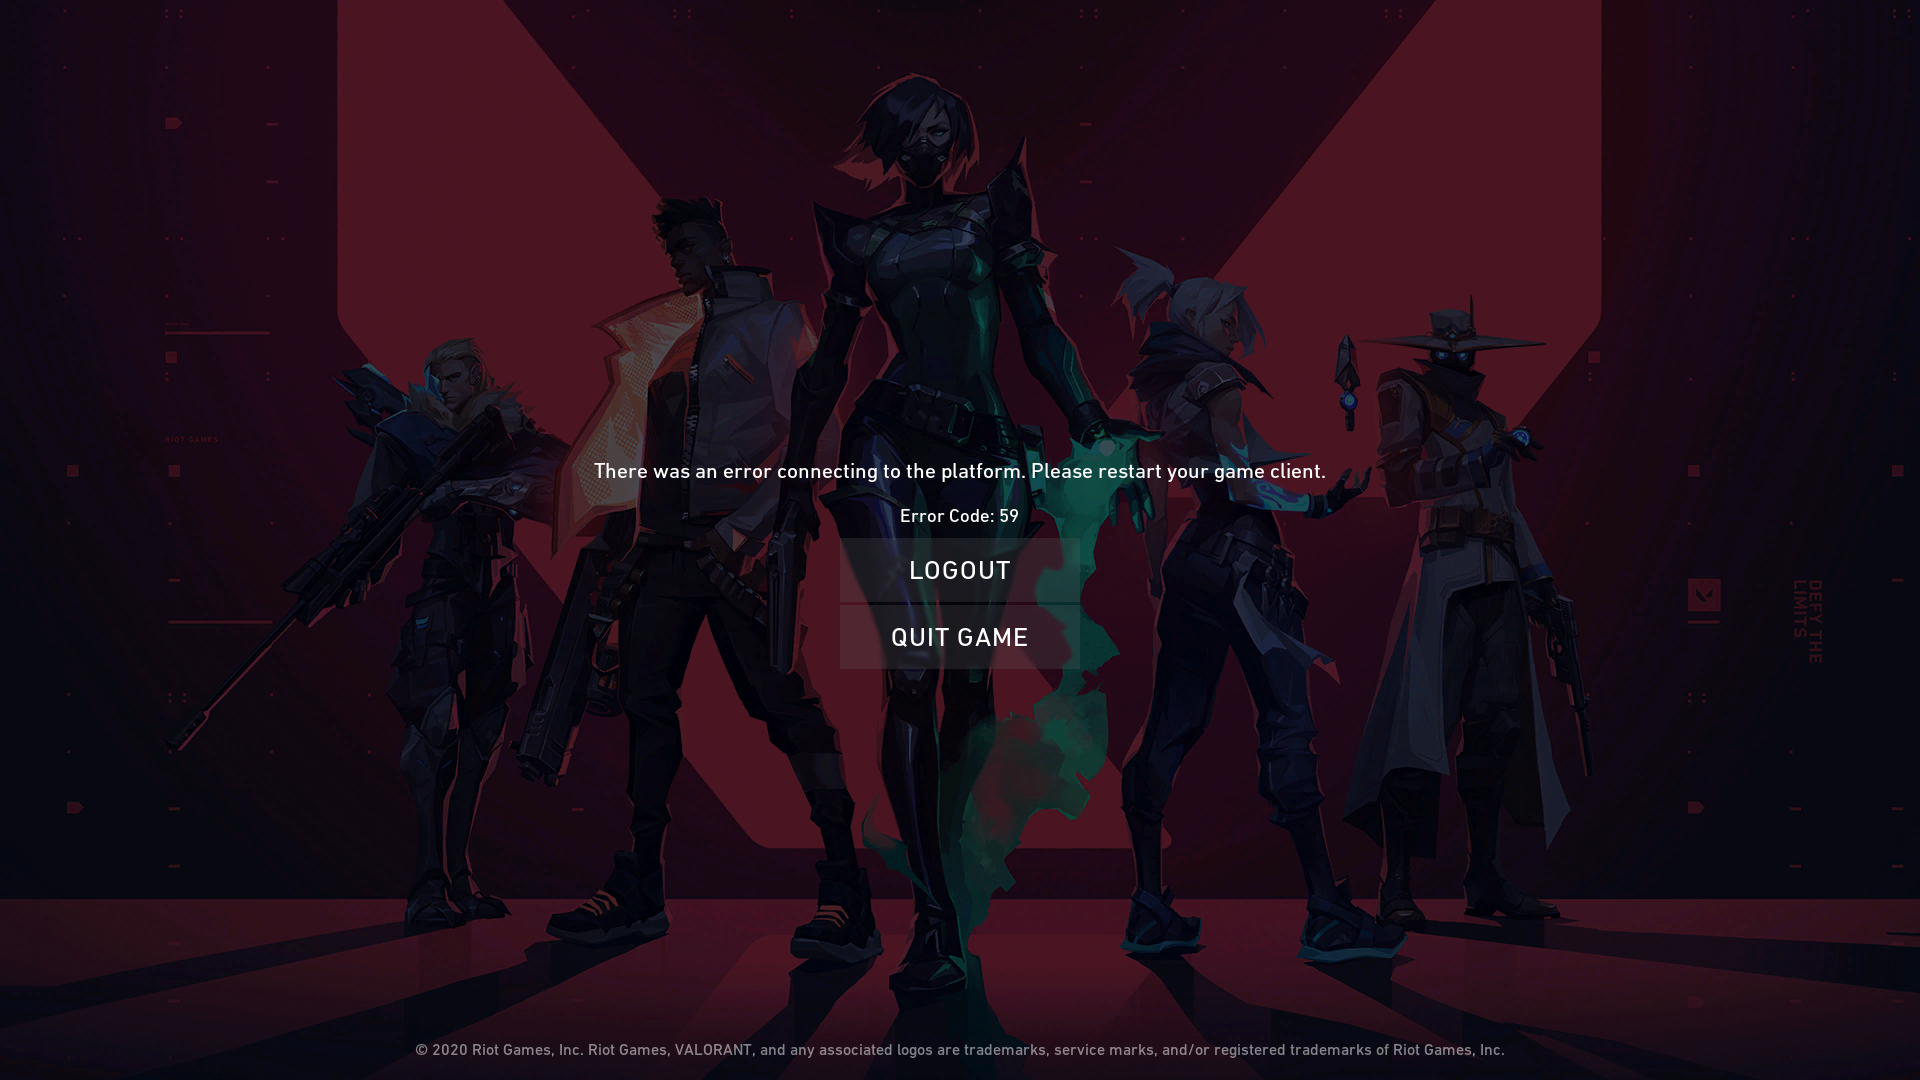 RIOT GAMES
There was an error connecting to the platform. Please restart your game client.
Error Code: 59
LOGOUT
QUIT GAME
DEFY THE
LIMITS
© 2020 Riot Games, Inc. Riot Games, VALORANT, and any associated logos are trademarks, service marks, and/or registered trademarks of Riot Games, Inc.